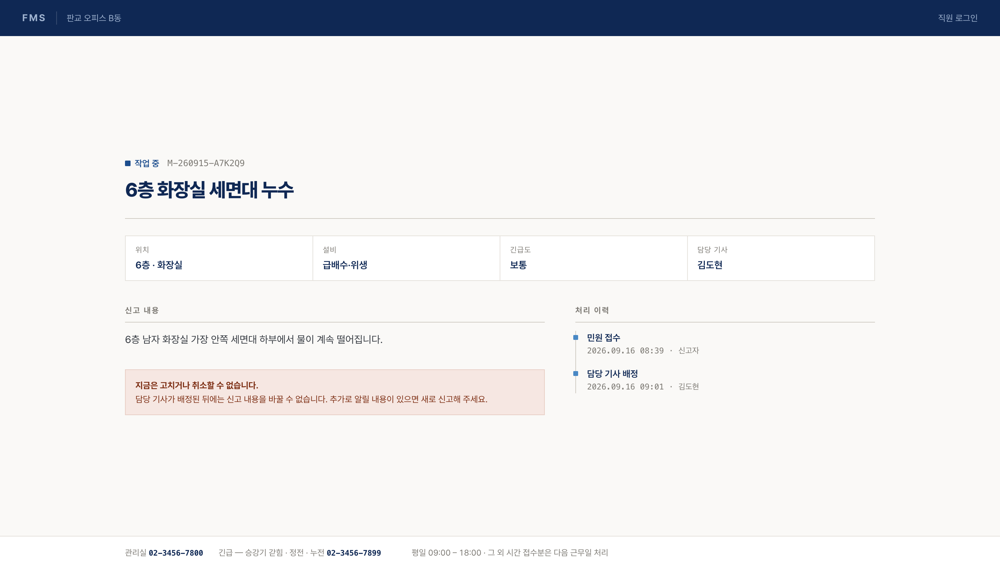 FMS 판교 오피스 B동 직원 로그인
작업 중 M-260915-A7K2Q9
6층 화장실 세면대 누수
위치 설비 긴급도 담당 기사
6층 · 화장실 급배수·위생 보통 김도현
신고 내용
6층 남자 화장실 가장 안쪽 세면대 하부에서 물이 계속 떨어집니다.
지금은 고치거나 취소할 수 없습니다.
담당 기사가 배정된 뒤에는 신고 내용을 바꿀 수 없습니다. 추가로 알릴 내용이 있으면 새로 신고해 주세요.
처리 이력
민원 접수
2026.09.16 08:39 · 신고자
담당 기사 배정
2026.09.16 09:01 · 김도현
관리실 02-3456-7800 긴급 — 승강기 갇힘 · 정전 · 누전 02-3456-7899 평일 09:00 – 18:00 · 그 외 시간 접수분은 다음 근무일 처리